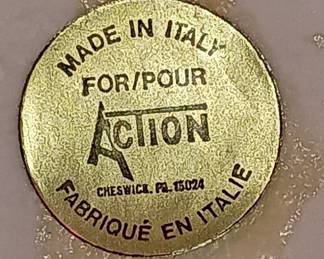 MADE IN ITALY
FOR/POUR
ACTION
CHESWICK, PA. 15024
FABRIQUÉ EN ITALIE